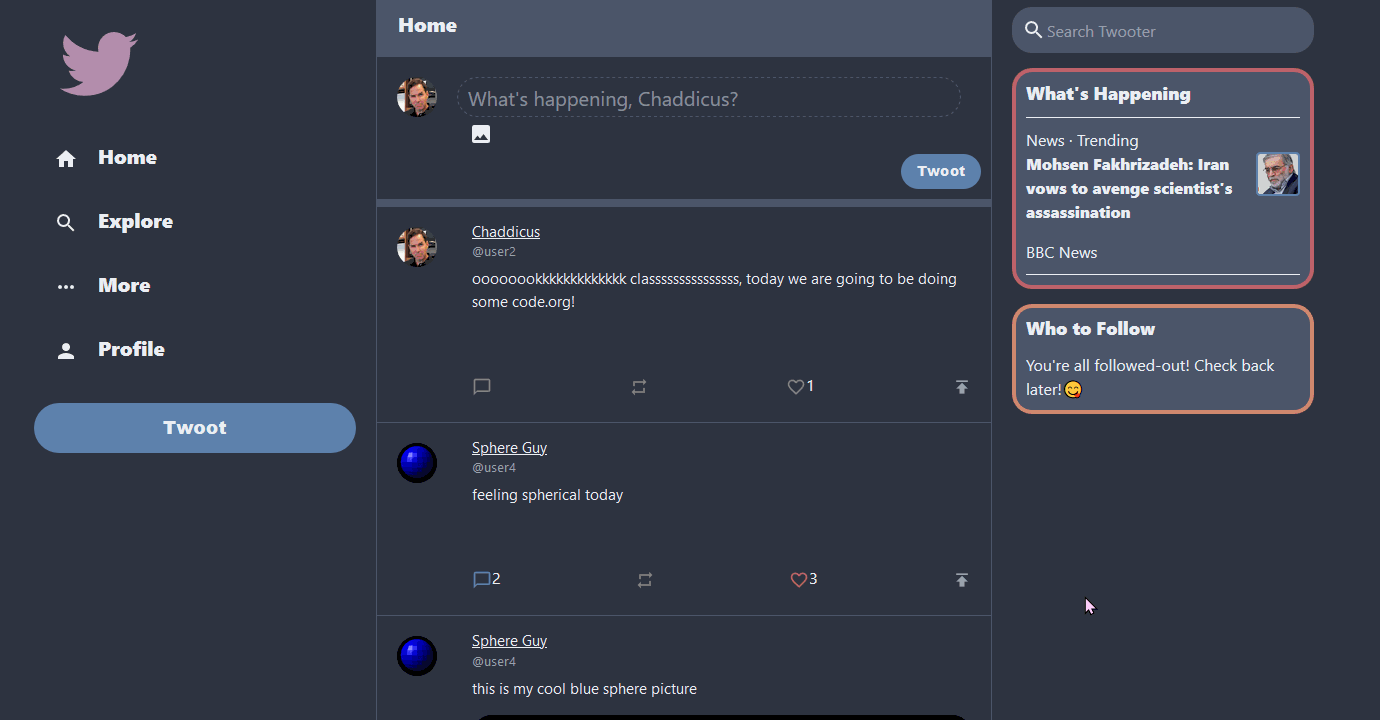 Home
Explore
More
Profile
Twoot
Home
What's happening, Chaddicus?
Twoot
Chaddicus
@user2
oooooookkkkkkkkkkkkk classsssssssssssss, today we are going to be doing
some code.org!
1
Sphere Guy
@user4
feeling spherical today
2
3
Sphere Guy
@user4
this is my cool blue sphere picture
Search Twooter
What's Happening
News · Trending
Mohsen Fakhrizadeh: Iran
vows to avenge scientist's
assassination
BBC News
Who to Follow
You're all followed-out! Check back
later!😋